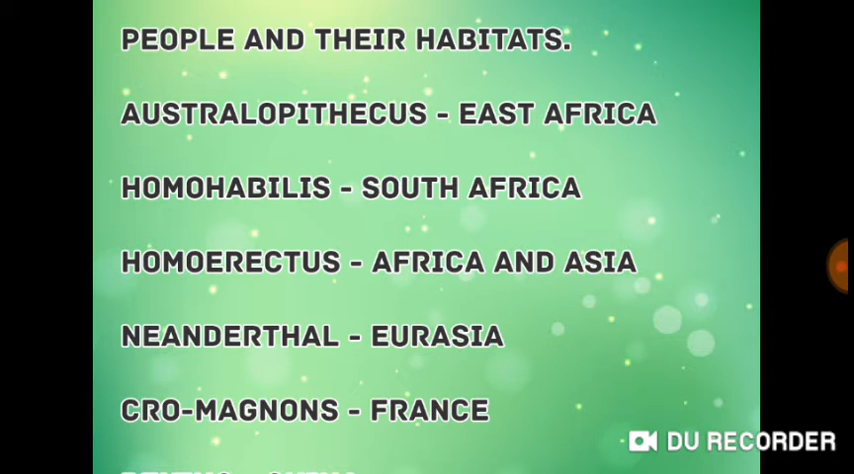 PEOPLE AND THEIR HABITATS.
AUSTRALOPITHECUS - EAST AFRICA
HOMOHABILIS - SOUTH AFRICA
HOMOERECTUS - AFRICA AND ASIA
NEANDERTHAL - EURASIA
CRO-MAGNONS - FRANCE
DU RECORDER